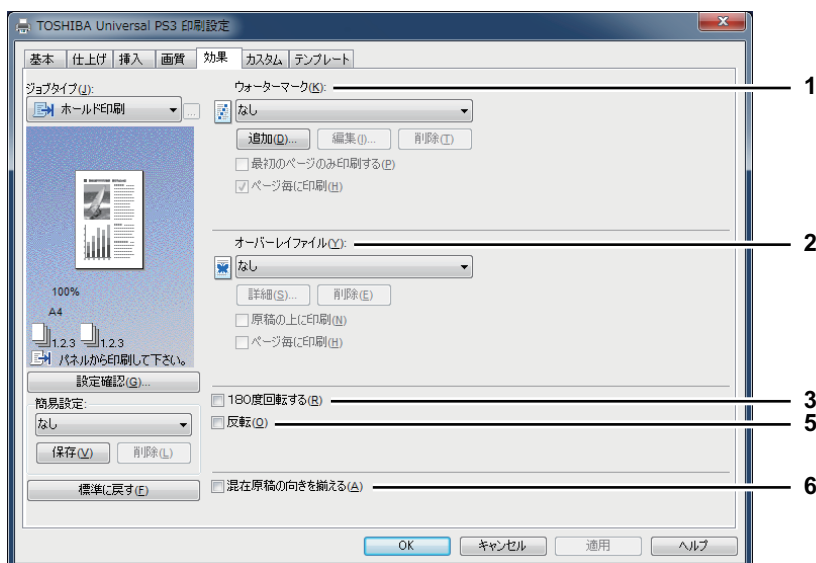 TOSHIBA Universal PS3 印刷設定
基本 仕上げ 挿入 画質 効果 カスタム テンプレート
ジョブタイプ(J):
ホールド印刷
...
100%
A4
1.2.3 1.2.3
パネルから印刷して下さい。
設定確認(G)...
簡易設定:
なし
保存(V) 削除(L)
標準に戻す(F)
ウォーターマーク(K):
1
なし
追加(D)... 編集(I)... 削除(T)
最初のページのみ印刷する(P)
ページ毎に印刷(H)
オーバーレイファイル(Y):
2
なし
詳細(S)... 削除(E)
原稿の上に印刷(N)
ページ毎に印刷(H)
180度回転する(R)
3
反転(O)
5
混在原稿の向きを揃える(A)
6
OK キャンセル 適用 ヘルプ